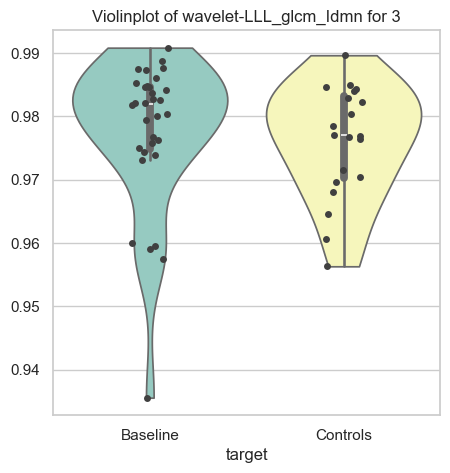 Violinplot of wavelet-LLL_glcm_Idmn for 3
0.99
0.98
0.97
0.96
0.95
0.94
Baseline
Controls
target